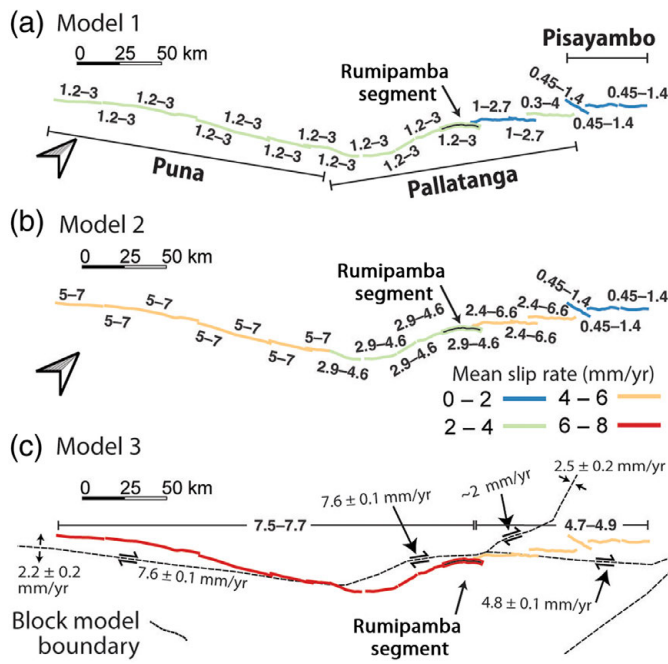 (a) Model 1
0 25 50 km
Pisayambo
Rumipamba
segment
0.45–1.4
0.45–1.4
0.45–1.4
0.3–4
1–2.7
1–2.7
1.2–3
1.2–3
1.2–3
1.2–3
1.2–3
1.2–3
1.2–3
1.2–3
1.2–3
1.2–3
1.2–3
1.2–3
Puna
Pallatanga
(b) Model 2
0 25 50 km
Rumipamba
segment
0.45–1.4
0.45–1.4
0.45–1.4
2.4–6.6
2.4–6.6
2.4–6.6
5–7
5–7
5–7
5–7
5–7
5–7
5–7
5–7
2.9–4.6
2.9–4.6
2.9–4.6
2.9–4.6
2.9–4.6
Mean slip rate (mm/yr)
0 – 2
4 – 6
2 – 4
6 – 8
(c) Model 3
0 25 50 km
2.5 ± 0.2 mm/yr
~2 mm/yr
7.6 ± 0.1 mm/yr
7.5–7.7
4.7–4.9
2.2 ± 0.2
mm/yr
7.6 ± 0.1 mm/yr
4.8 ± 0.1 mm/yr
Block model
boundary
Rumipamba
segment